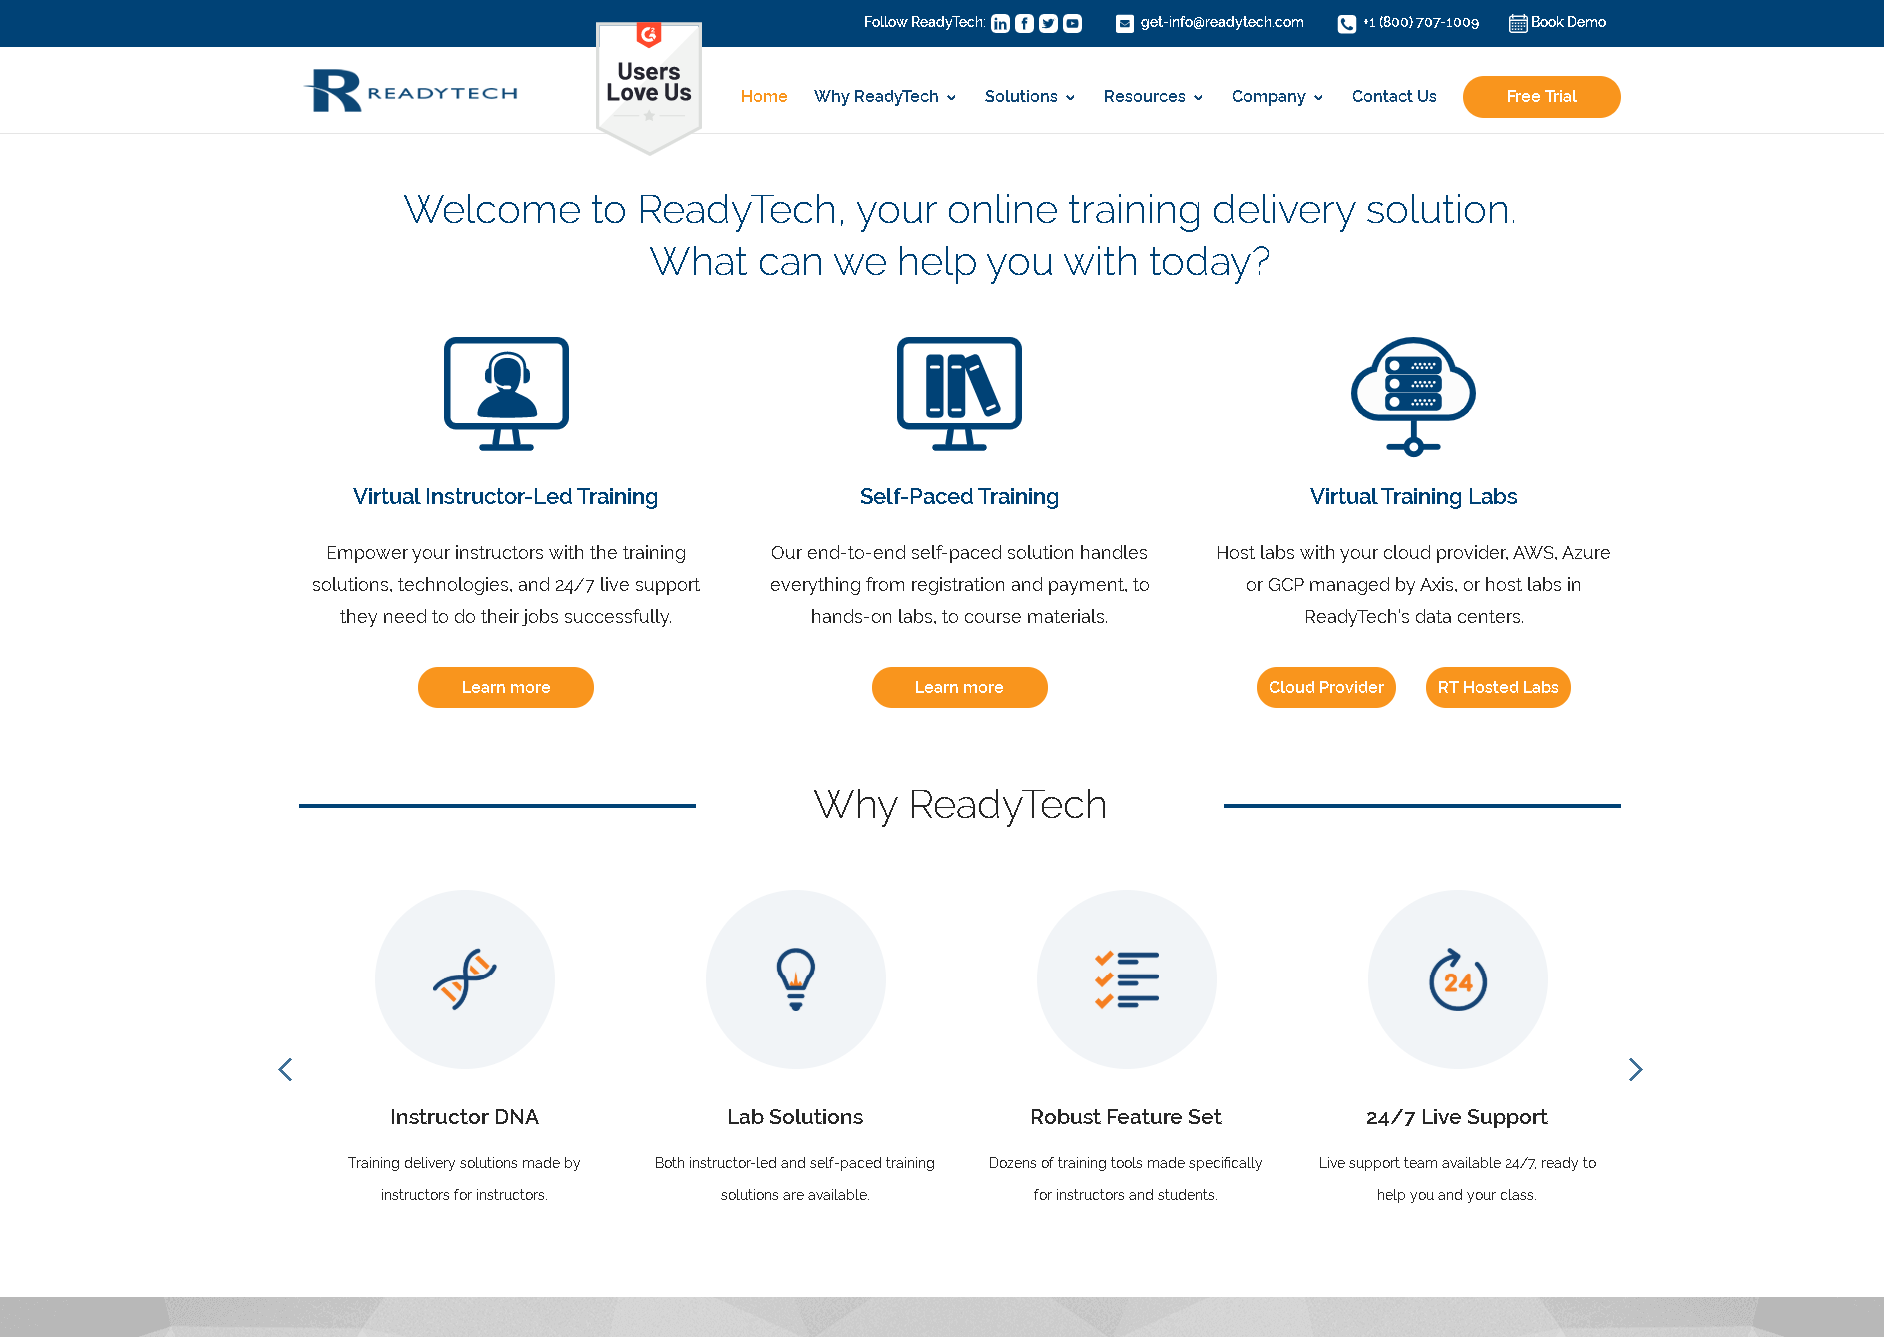 Follow ReadyTech:
get-info@readytech.com
+1 (800) 707-1009
Book Demo
READYTECH
Users
Love Us
Home
Why ReadyTech
Solutions
Resources
Company
Contact Us
Free Trial
Welcome to ReadyTech, your online training delivery solution.
What can we help you with today?
Virtual Instructor-Led Training
Empower your instructors with the training
solutions, technologies, and 24/7 live support
they need to do their jobs successfully.
Learn more
Self-Paced Training
Our end-to-end self-paced solution handles
everything from registration and payment, to
hands-on labs, to course materials.
Learn more
Virtual Training Labs
Host labs with your cloud provider, AWS, Azure
or GCP managed by Axis, or host labs in
ReadyTech's data centers.
Cloud Provider
RT Hosted Labs
Why ReadyTech
Instructor DNA
Training delivery solutions made by
instructors for instructors.
Lab Solutions
Both instructor-led and self-paced training
solutions are available.
Robust Feature Set
Dozens of training tools made specifically
for instructors and students.
24
24/7 Live Support
Live support team available 24/7, ready to
help you and your class.